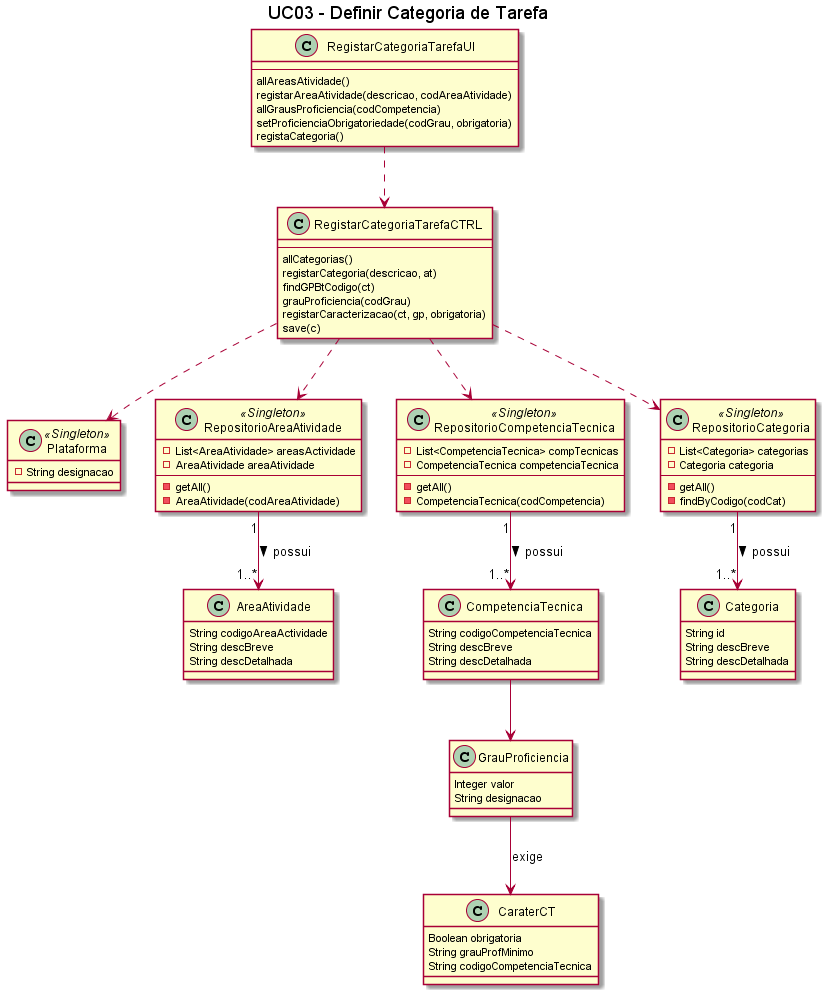 UC03 - Definir Categoria de Tarefa
C RegistarCategoriaTarefaUI
allAreasAtividade()
registarAreaAtividade(descricao, codAreaAtividade)
allGrausProficiencia(codCompetencia)
setProficienciaObrigatoriedade(codGrau, obrigatoria)
registaCategoria()
C RegistarCategoriaTarefaCTRL
allCategorias()
registarCategoria(descricao, at)
findGPBtCodigo(ct)
grauProficiencia(codGrau)
registarCaracterizacao(ct, gp, obrigatoria)
save(c)
C «Singleton»
Plataforma
String designacao
C «Singleton»
RepositorioAreaAtividade
List<AreaAtividade> areasActividade
AreaAtividade areaAtividade
getAll()
AreaAtividade(codAreaAtividade)
C «Singleton»
RepositorioCompetenciaTecnica
List<CompetenciaTecnica> compTecnicas
CompetenciaTecnica competenciaTecnica
getAll()
CompetenciaTecnica(codCompetencia)
C «Singleton»
RepositorioCategoria
List<Categoria> categorias
Categoria categoria
getAll()
findByCodigo(codCat)
1
possui
1..*
1
possui
1..*
1
possui
1..*
C AreaAtividade
String codigoAreaActividade
String descBreve
String descDetalhada
C CompetenciaTecnica
String codigoCompetenciaTecnica
String descBreve
String descDetalhada
C Categoria
String id
String descBreve
String descDetalhada
C GrauProficiencia
Integer valor
String designacao
exige
C CaraterCT
Boolean obrigatoria
String grauProfMinimo
String codigoCompetenciaTecnica